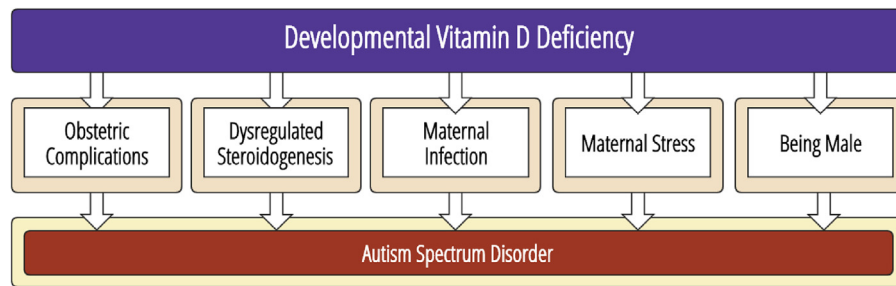 Developmental Vitamin D Deficiency
Obstetric
Complications
Dysregulated
Steroidogenesis
Maternal
Infection
Maternal Stress
Being Male
Autism Spectrum Disorder